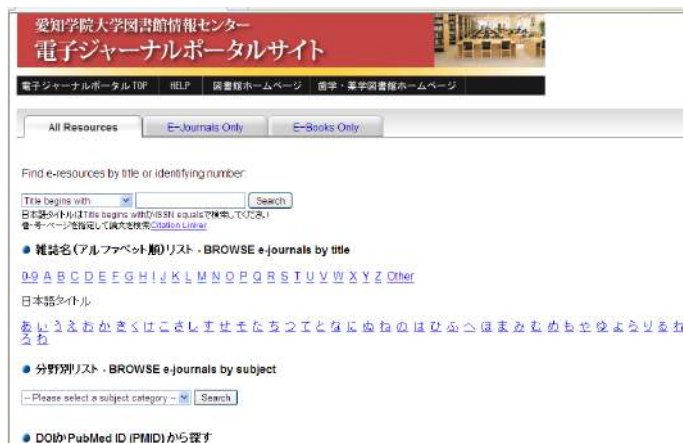 愛知学院大学図書館情報センター
電子ジャーナルポータルサイト
電子ジャーナルポータルTOP HELP 図書館ホームページ 歯学・薬学図書館ホームページ
All Resources E-Journals Only E-Books Only
Find e-resources by title or identifying number:
Title begins with Search
日本語タイトルはTitle begins withかISSN equalsで検索してください
巻・号・ページを指定して論文を検索Citation Linker
雑誌名(アルファベット順)リスト - BROWSE e-journals by title
0-9 A B C D E F G H I J K L M N O P Q R S T U V W X Y Z Other
日本語タイトル
あ い う え お か き く け こ さ し す せ そ た ち つ て と な に ぬ ね の は ひ ふ へ ほ ま み む め も や ゆ よ ら り る れ
ろ わ
分野別リスト - BROWSE e-journals by subject
-- Please select a subject category -- Search
DOIかPubMed ID (PMID)から探す